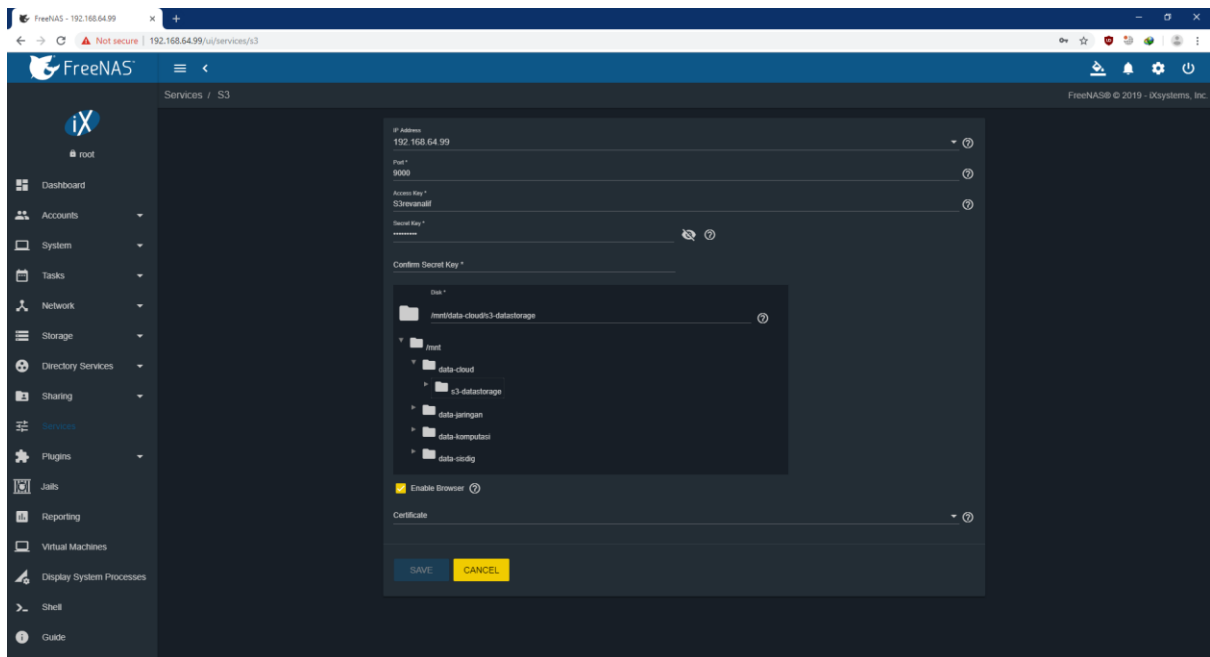 FreeNAS - 192.168.64.99
Not secure | 192.168.64.99/ui/services/s3
FreeNAS®
Services / S3
FreeNAS® © 2019 - iXsystems, Inc.
iX
root
Dashboard
Accounts
System
Tasks
Network
Storage
Directory Services
Sharing
Services
Plugins
Jails
Reporting
Virtual Machines
Display System Processes
Shell
Guide
IP Address
192.168.64.99
Port *
9000
Access Key *
S3revanalif
Secret Key *
•••••••••
Confirm Secret Key *
Disk *
/mnt/data-cloud/s3-datastorage
/mnt
data-cloud
s3-datastorage
data-jaringan
data-komputasi
data-sisdig
Enable Browser
Certificate
SAVE
CANCEL